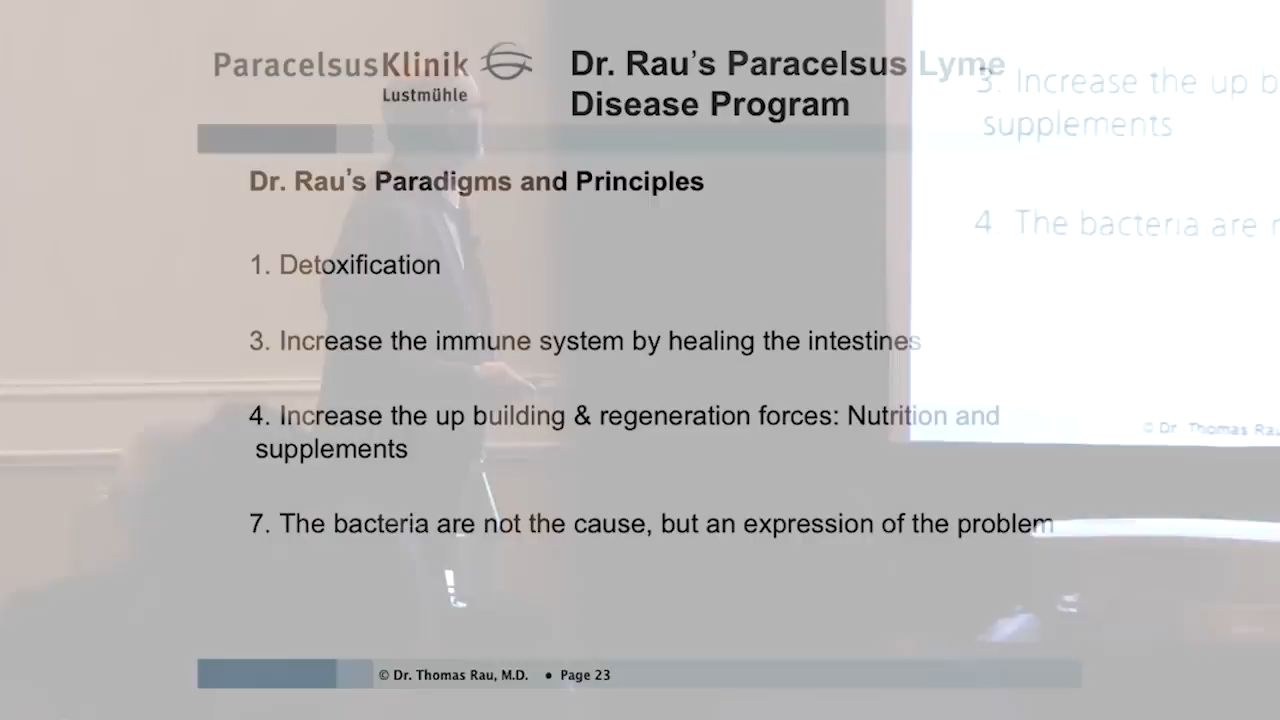 ParacelsusKlinik
Lustmühle
Dr. Rau's Paracelsus Lyme
Disease Program
Dr. Rau's Paradigms and Principles
1. Detoxification
3. Increase the immune system by healing the intestines
4. Increase the up building & regeneration forces: Nutrition and
supplements
7. The bacteria are not the cause, but an expression of the problem
© Dr. Thomas Rau, M.D. • Page 23
3. Increase the up b
supplements
4. The bacteria are
© Dr. Thomas Rau